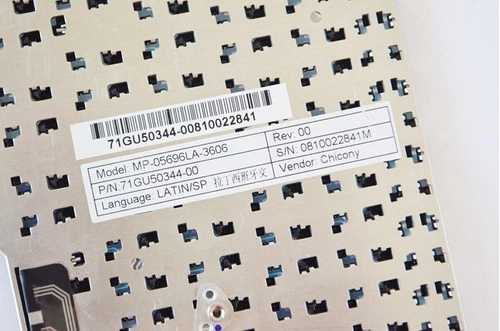 71GU50344-00810022841
Model: MP-05696LA-3606
Rev: 00
P/N:71GU50344-00
S/N: 0810022841M
Language: LATIN/SP 拉丁西班牙文
Vendor: Chicony